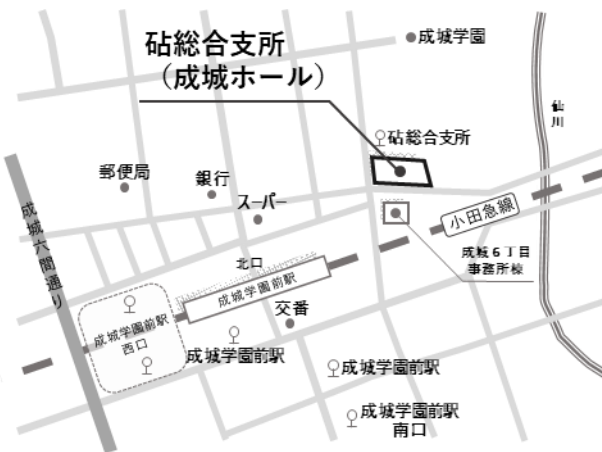 砧総合支所
（成城ホール）
成城学園
仙川
砧総合支所
郵便局
銀行
スーパー
成城六間通り
小田急線
成城６丁目
事務所棟
北口
成城学園前駅
交番
成城学園前駅
西口
成城学園前駅
成城学園前駅
成城学園前駅
南口